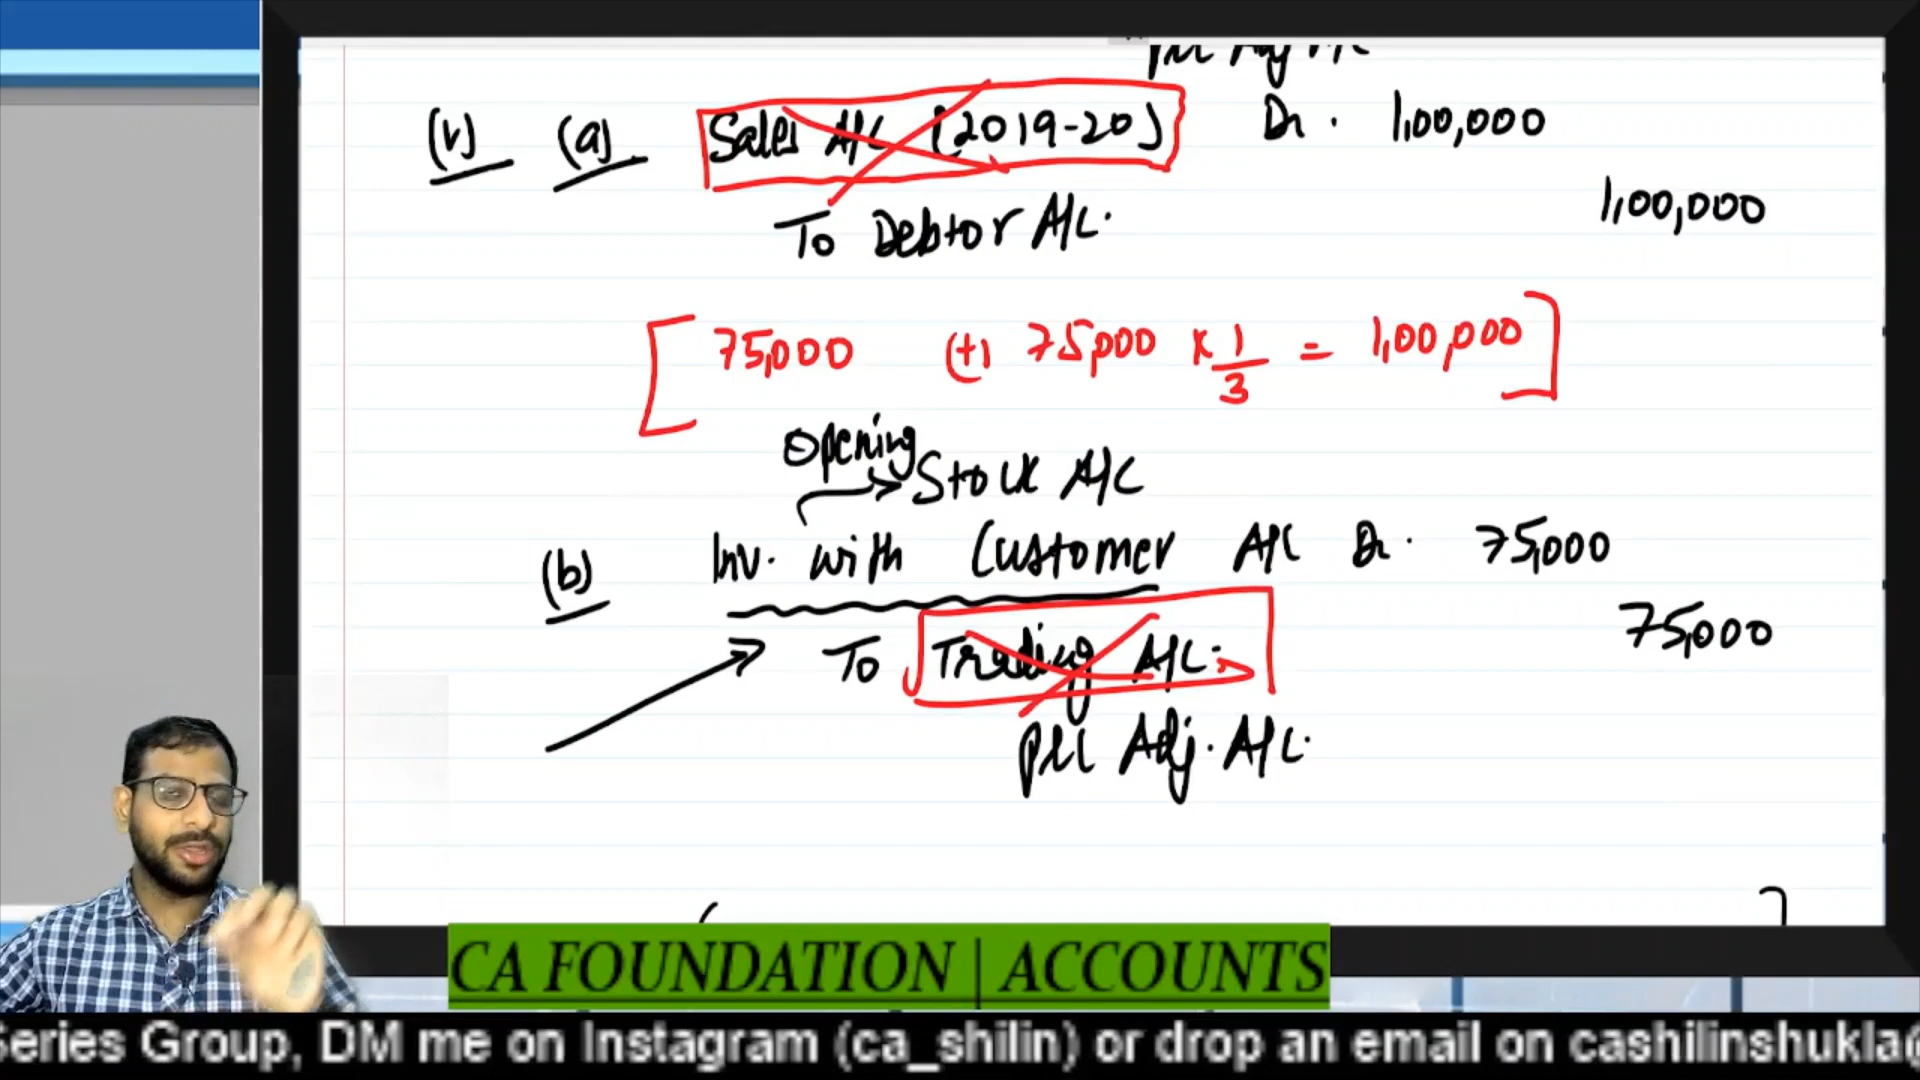 P&L Adj A/C
(v) (a) Sales A/C (2019-20) Dr. 1,00,000
To Debtor A/C. 1,00,000
[ 75,000 (+) 75,000 x 1/3 = 1,00,000 ]
Opening
Stock A/C
(b) Inv. with Customer A/C Dr. 75,000
To Trading A/C. 75,000
P&L Adj. A/C.
CA FOUNDATION | ACCOUNTS
Series Group, DM me on Instagram (ca_shilin) or drop an email on cashilinshukla@